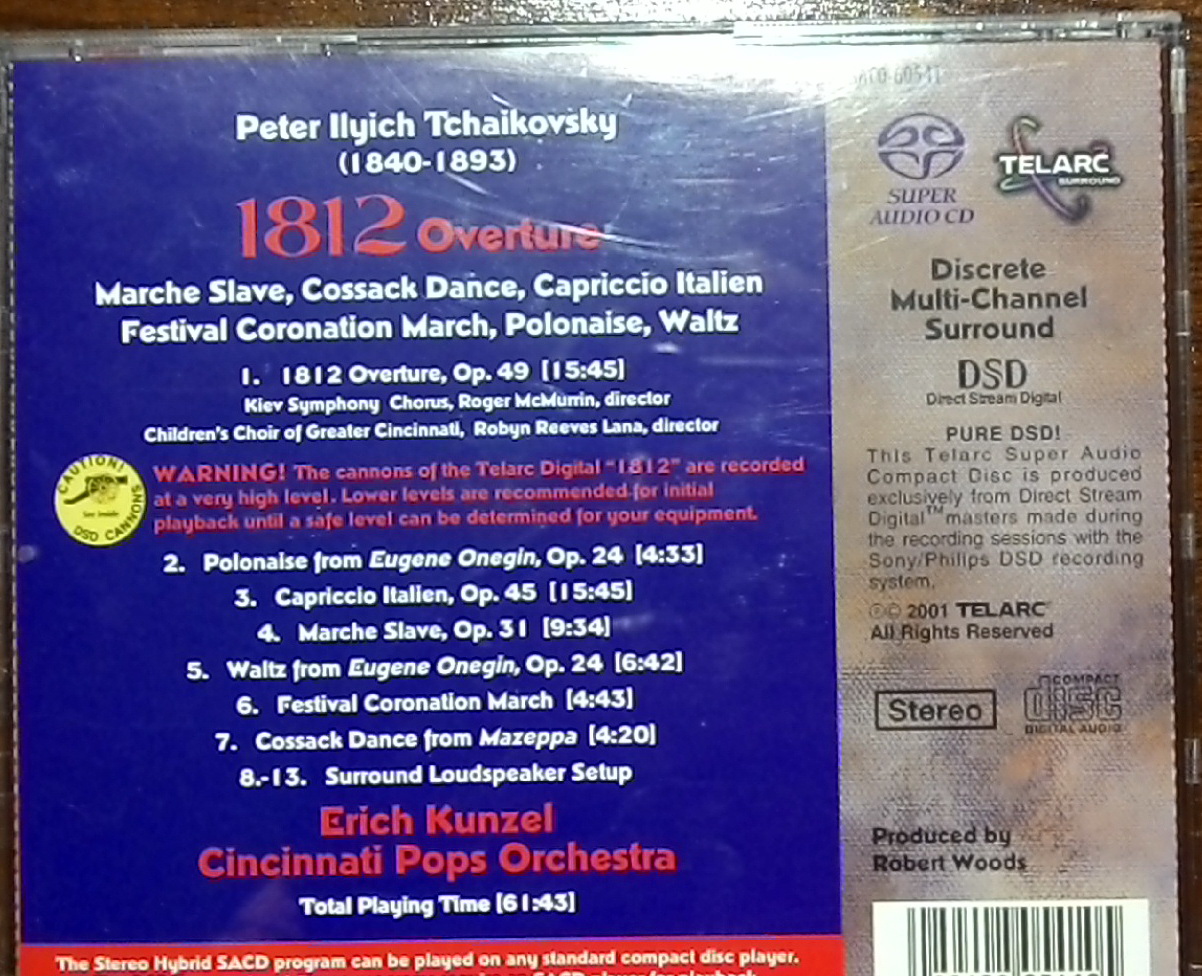 Peter Ilyich Tchaikovsky
(1840-1893)
1812 Overture
Marche Slave, Cossack Dance, Capriccio Italien
Festival Coronation March, Polonaise, Waltz
1. 1812 Overture, Op. 49 [15:45]
Kiev Symphony Chorus, Roger McMurrin, director
Children's Choir of Greater Cincinnati, Robyn Reeves Lana, director
CAUTION!
See Inside
DSD CANNONS
WARNING! The cannons of the Telarc Digital "1812" are recorded
at a very high level. Lower levels are recommended for initial
playback until a safe level can be determined for your equipment.
2. Polonaise from Eugene Onegin, Op. 24 [4:33]
3. Capriccio Italien, Op. 45 [15:45]
4. Marche Slave, Op. 31 [9:34]
5. Waltz from Eugene Onegin, Op. 24 [6:42]
6. Festival Coronation March [4:43]
7. Cossack Dance from Mazeppa [4:20]
8.-13. Surround Loudspeaker Setup
Erich Kunzel
Cincinnati Pops Orchestra
Total Playing Time [61:43]
The Stereo Hybrid SACD program can be played on any standard compact disc player.
SACD-60541
SUPER
AUDIO CD
TELARC
SURROUND
Discrete
Multi-Channel
Surround
DSD
Direct Stream Digital
PURE DSD!
This Telarc Super Audio
Compact Disc is produced
exclusively from Direct Stream
Digital™ masters made during
the recording sessions with the
Sony/Philips DSD recording
system.
℗© 2001 TELARC
All Rights Reserved
Stereo
COMPACT
disc
DIGITAL AUDIO
Produced by
Robert Woods